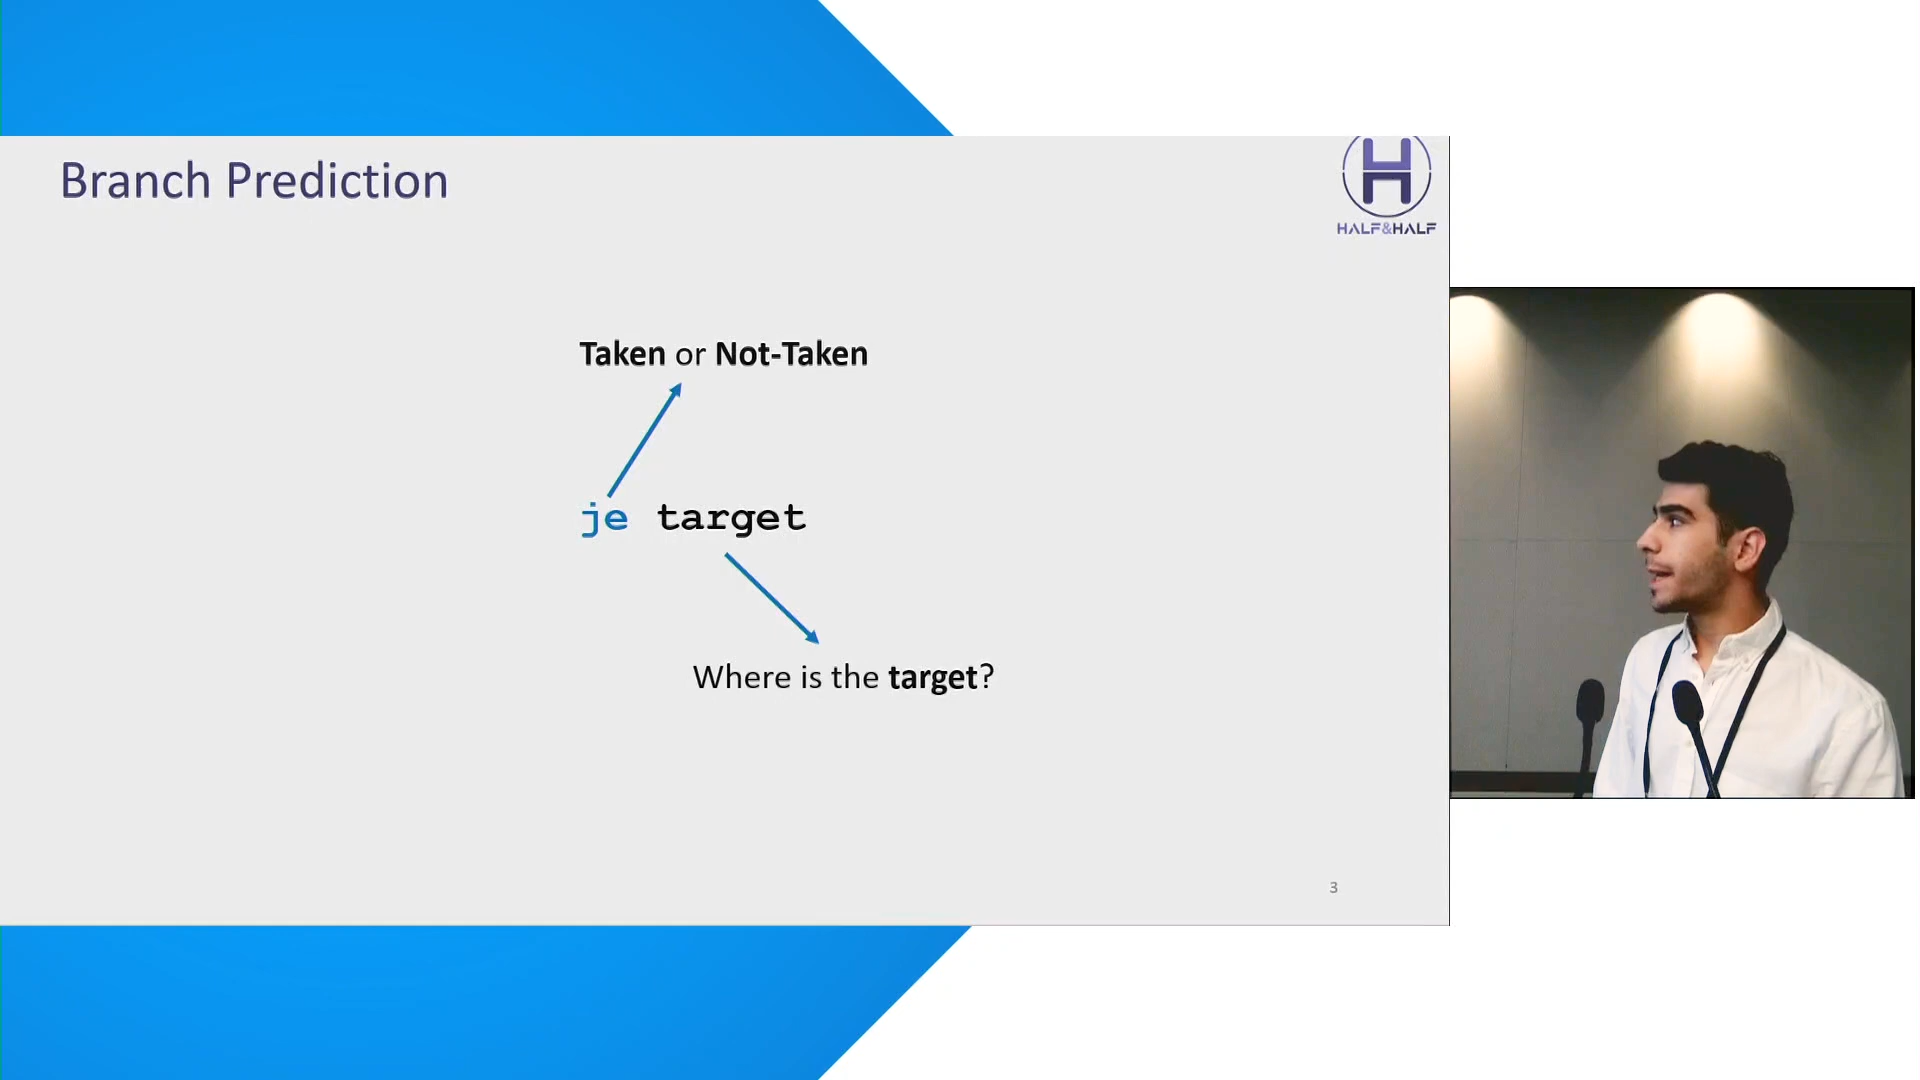 Branch Prediction
HALF&HALF
Taken or Not-Taken
je target
Where is the target?
3